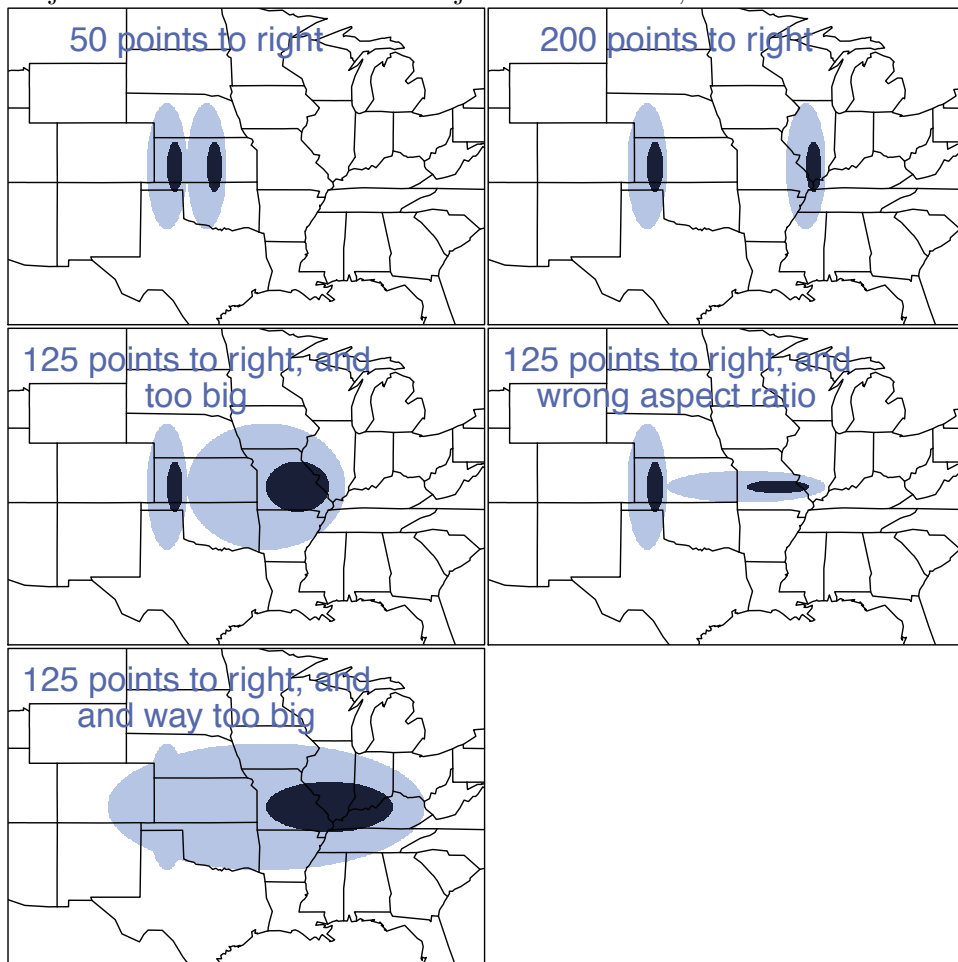 50 points to right
200 points to right
125 points to right, and
too big
125 points to right, and
wrong aspect ratio
125 points to right, and
and way too big